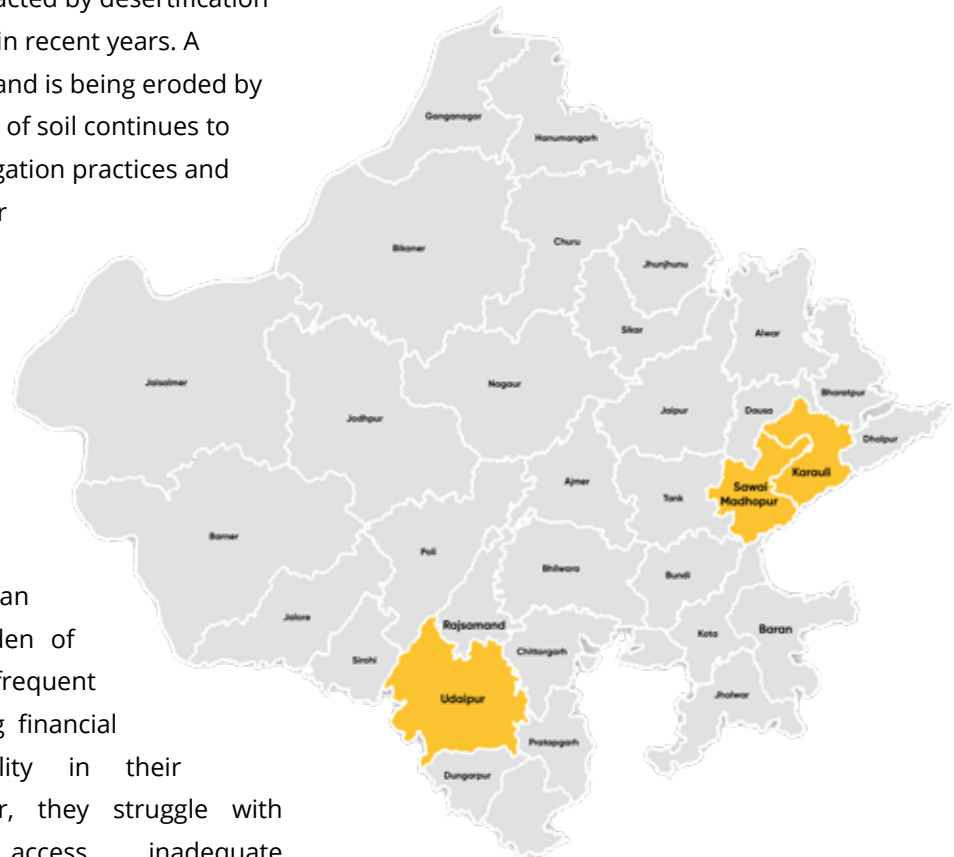 acted by desertification
in recent years. A
and is being eroded by
of soil continues to
gation practices and
r
Ganganagar
Hanumangarh
Bikaner
Churu
Jhunjhunu
Sikar
Alwar
Jaisalmer
Nagaur
Jodhpur
Jaipur
Dausa
Bharatpur
Dholpur
Karauli
Sawai
Madhopur
Ajmer
Tonk
Barner
Pali
Bhilwara
Bundi
Jalore
Rajsamand
Kota
Baran
Sirohi
Chittorgarh
Udaipur
Jhalwar
Pratapgarh
Dungarpur
an
den of
frequent
g financial
lity in their
r, they struggle with
access, inadequate